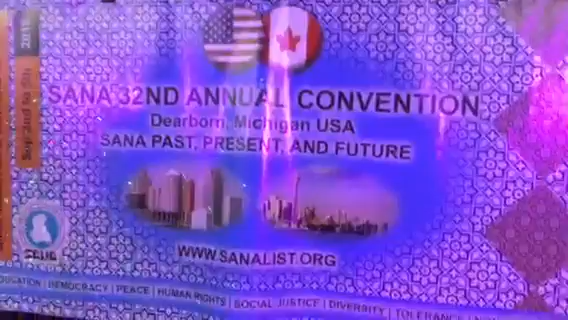 SANA 32ND ANNUAL CONVENTION
Dearborn, Michigan USA
SANA PAST, PRESENT, AND FUTURE
WWW.SANALIST.ORG
DEMOCRACY | PEACE | HUMAN RIGHTS | SOCIAL JUSTICE | DIVERSITY | TOLERANCE